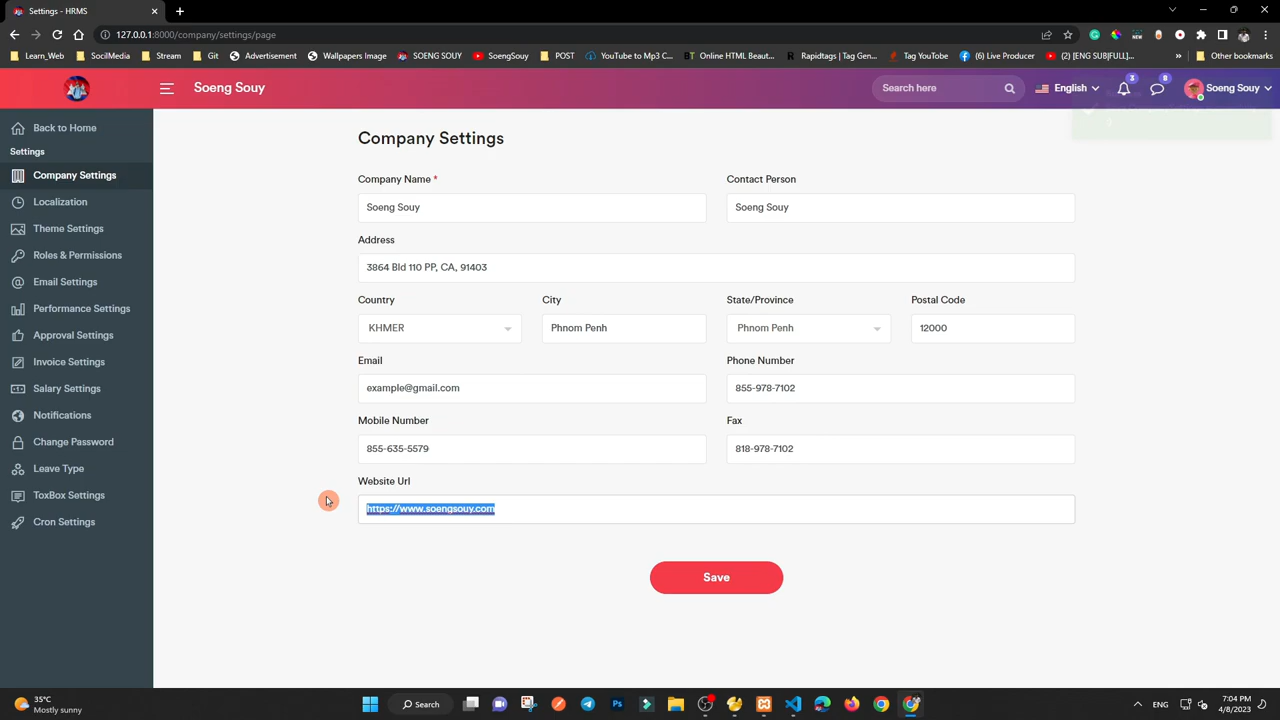 Settings - HRMS
127.0.0.1:8000/company/settings/page
Learn_Web
SocilMedia
Stream
Git
Advertisement
Wallpapers Image
SOENG SOUY
SoengSouy
POST
YouTube to Mp3 C...
Online HTML Beaut...
Rapidtags | Tag Gen...
Tag YouTube
(6) Live Producer
(2) [ENG SUB]FULL]...
»
Other bookmarks
Soeng Souy
Search here
English
3
8
Soeng Souy
Back to Home
Settings
Company Settings
Localization
Theme Settings
Roles & Permissions
Email Settings
Performance Settings
Approval Settings
Invoice Settings
Salary Settings
Notifications
Change Password
Leave Type
ToxBox Settings
Cron Settings
Company Settings
Company Name *
Contact Person
Soeng Souy
Soeng Souy
Address
3864 Bld 110 PP, CA, 91403
Country
City
State/Province
Postal Code
KHMER
Phnom Penh
Phnom Penh
12000
Email
Phone Number
example@gmail.com
855-978-7102
Mobile Number
Fax
855-635-5579
818-978-7102
Website Url
https://www.soengsouy.com
Save
35°C
Mostly sunny
Search
ENG
7:04 PM
4/8/2023